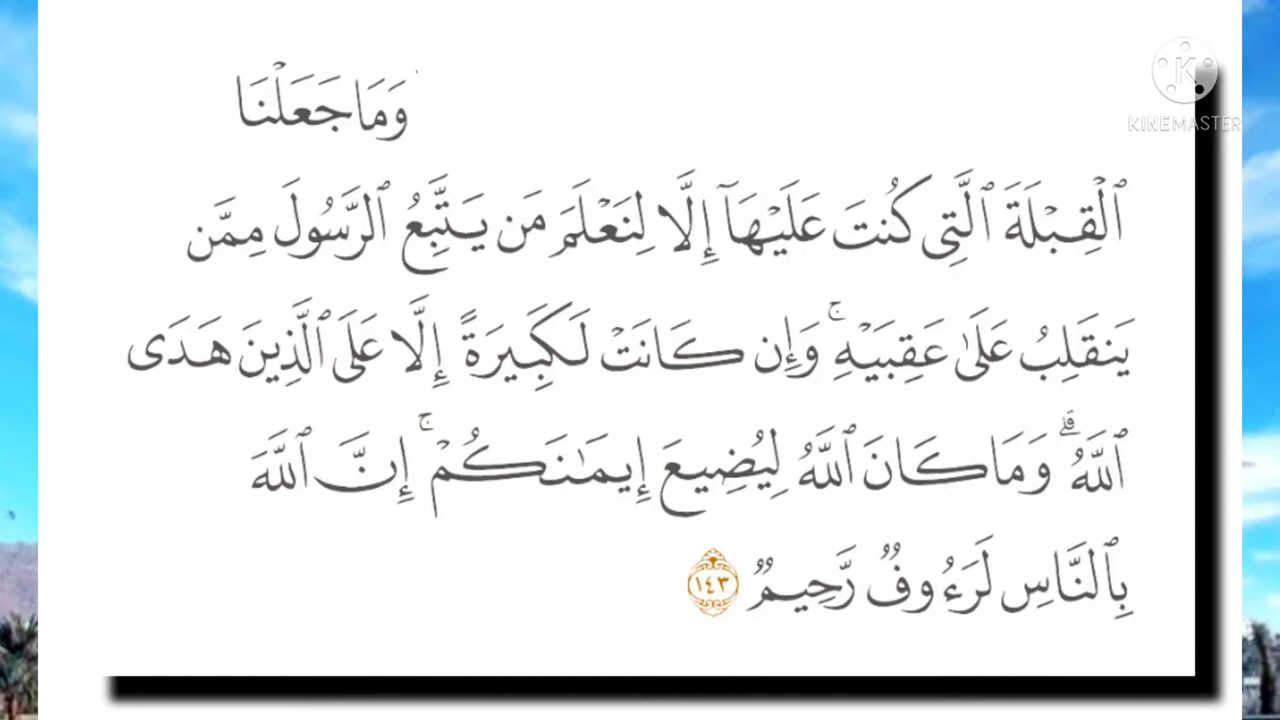 وَمَا جَعَلْنَا
ٱلْقِبْلَةَ ٱلَّتِى كُنتَ عَلَيْهَآ إِلَّا لِنَعْلَمَ مَن يَتَّبِعُ ٱلرَّسُولَ مِمَّن
يَنقَلِبُ عَلَىٰ عَقِبَيْهِ ۚ وَإِن كَانَتْ لَكَبِيرَةً إِلَّا عَلَى ٱلَّذِينَ هَدَى
ٱللَّهُ ۗ وَمَا كَانَ ٱللَّهُ لِيُضِيعَ إِيمَـٰنَكُمْ ۚ إِنَّ ٱللَّهَ
بِٱلنَّاسِ لَرَءُوفٌ رَّحِيمٌ ١٤٣
K
KINEMASTER